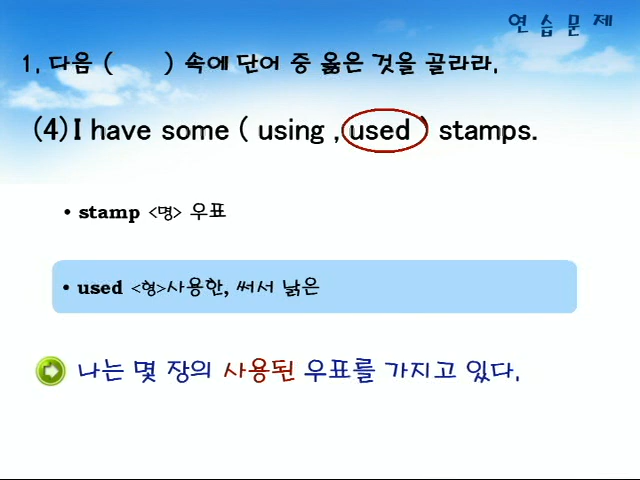 연습문제
1. 다음 (    ) 속에 단어 중 옳은 것을 골라라.
(4) I have some ( using , used ) stamps.
• stamp <명> 우표
• used <형>사용한, 써서 낡은
나는 몇 장의 사용된 우표를 가지고 있다.